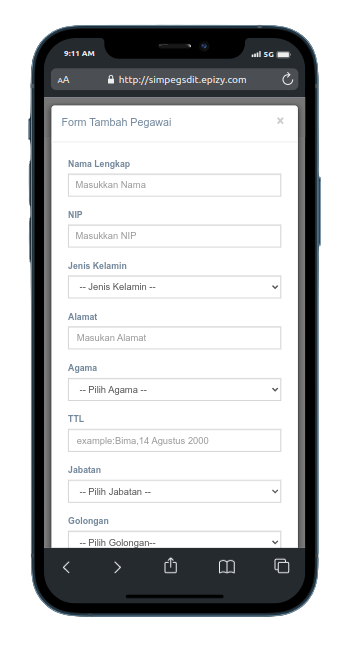 9:11 AM
5G
AA
http://simpegsdit.epizy.com
Form Tambah Pegawai
×
Nama Lengkap
Masukkan Nama
NIP
Masukkan NIP
Jenis Kelamin
-- Jenis Kelamin --
Alamat
Masukan Alamat
Agama
-- Pilih Agama --
TTL
example:Bima,14 Agustus 2000
Jabatan
-- Pilih Jabatan --
Golongan
-- Pilih Golongan--